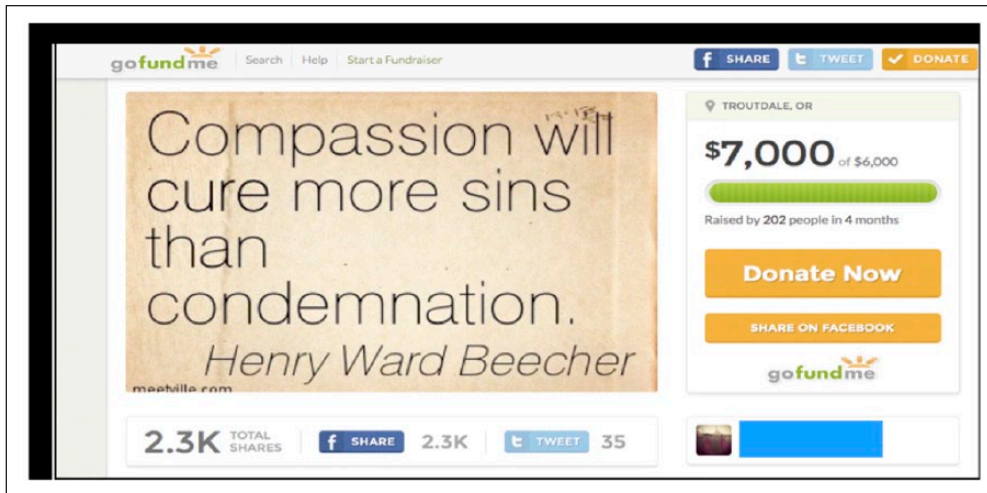 gofundme Search Help Start a Fundraiser
f SHARE
TWEET
DONATE
Compassion will
cure more sins
than
condemnation.
Henry Ward Beecher
meetville.com
TROUTDALE, OR
$7,000 of $6,000
Raised by 202 people in 4 months
Donate Now
SHARE ON FACEBOOK
gofundme
2.3K TOTAL SHARES
f SHARE 2.3K
t TWEET 35